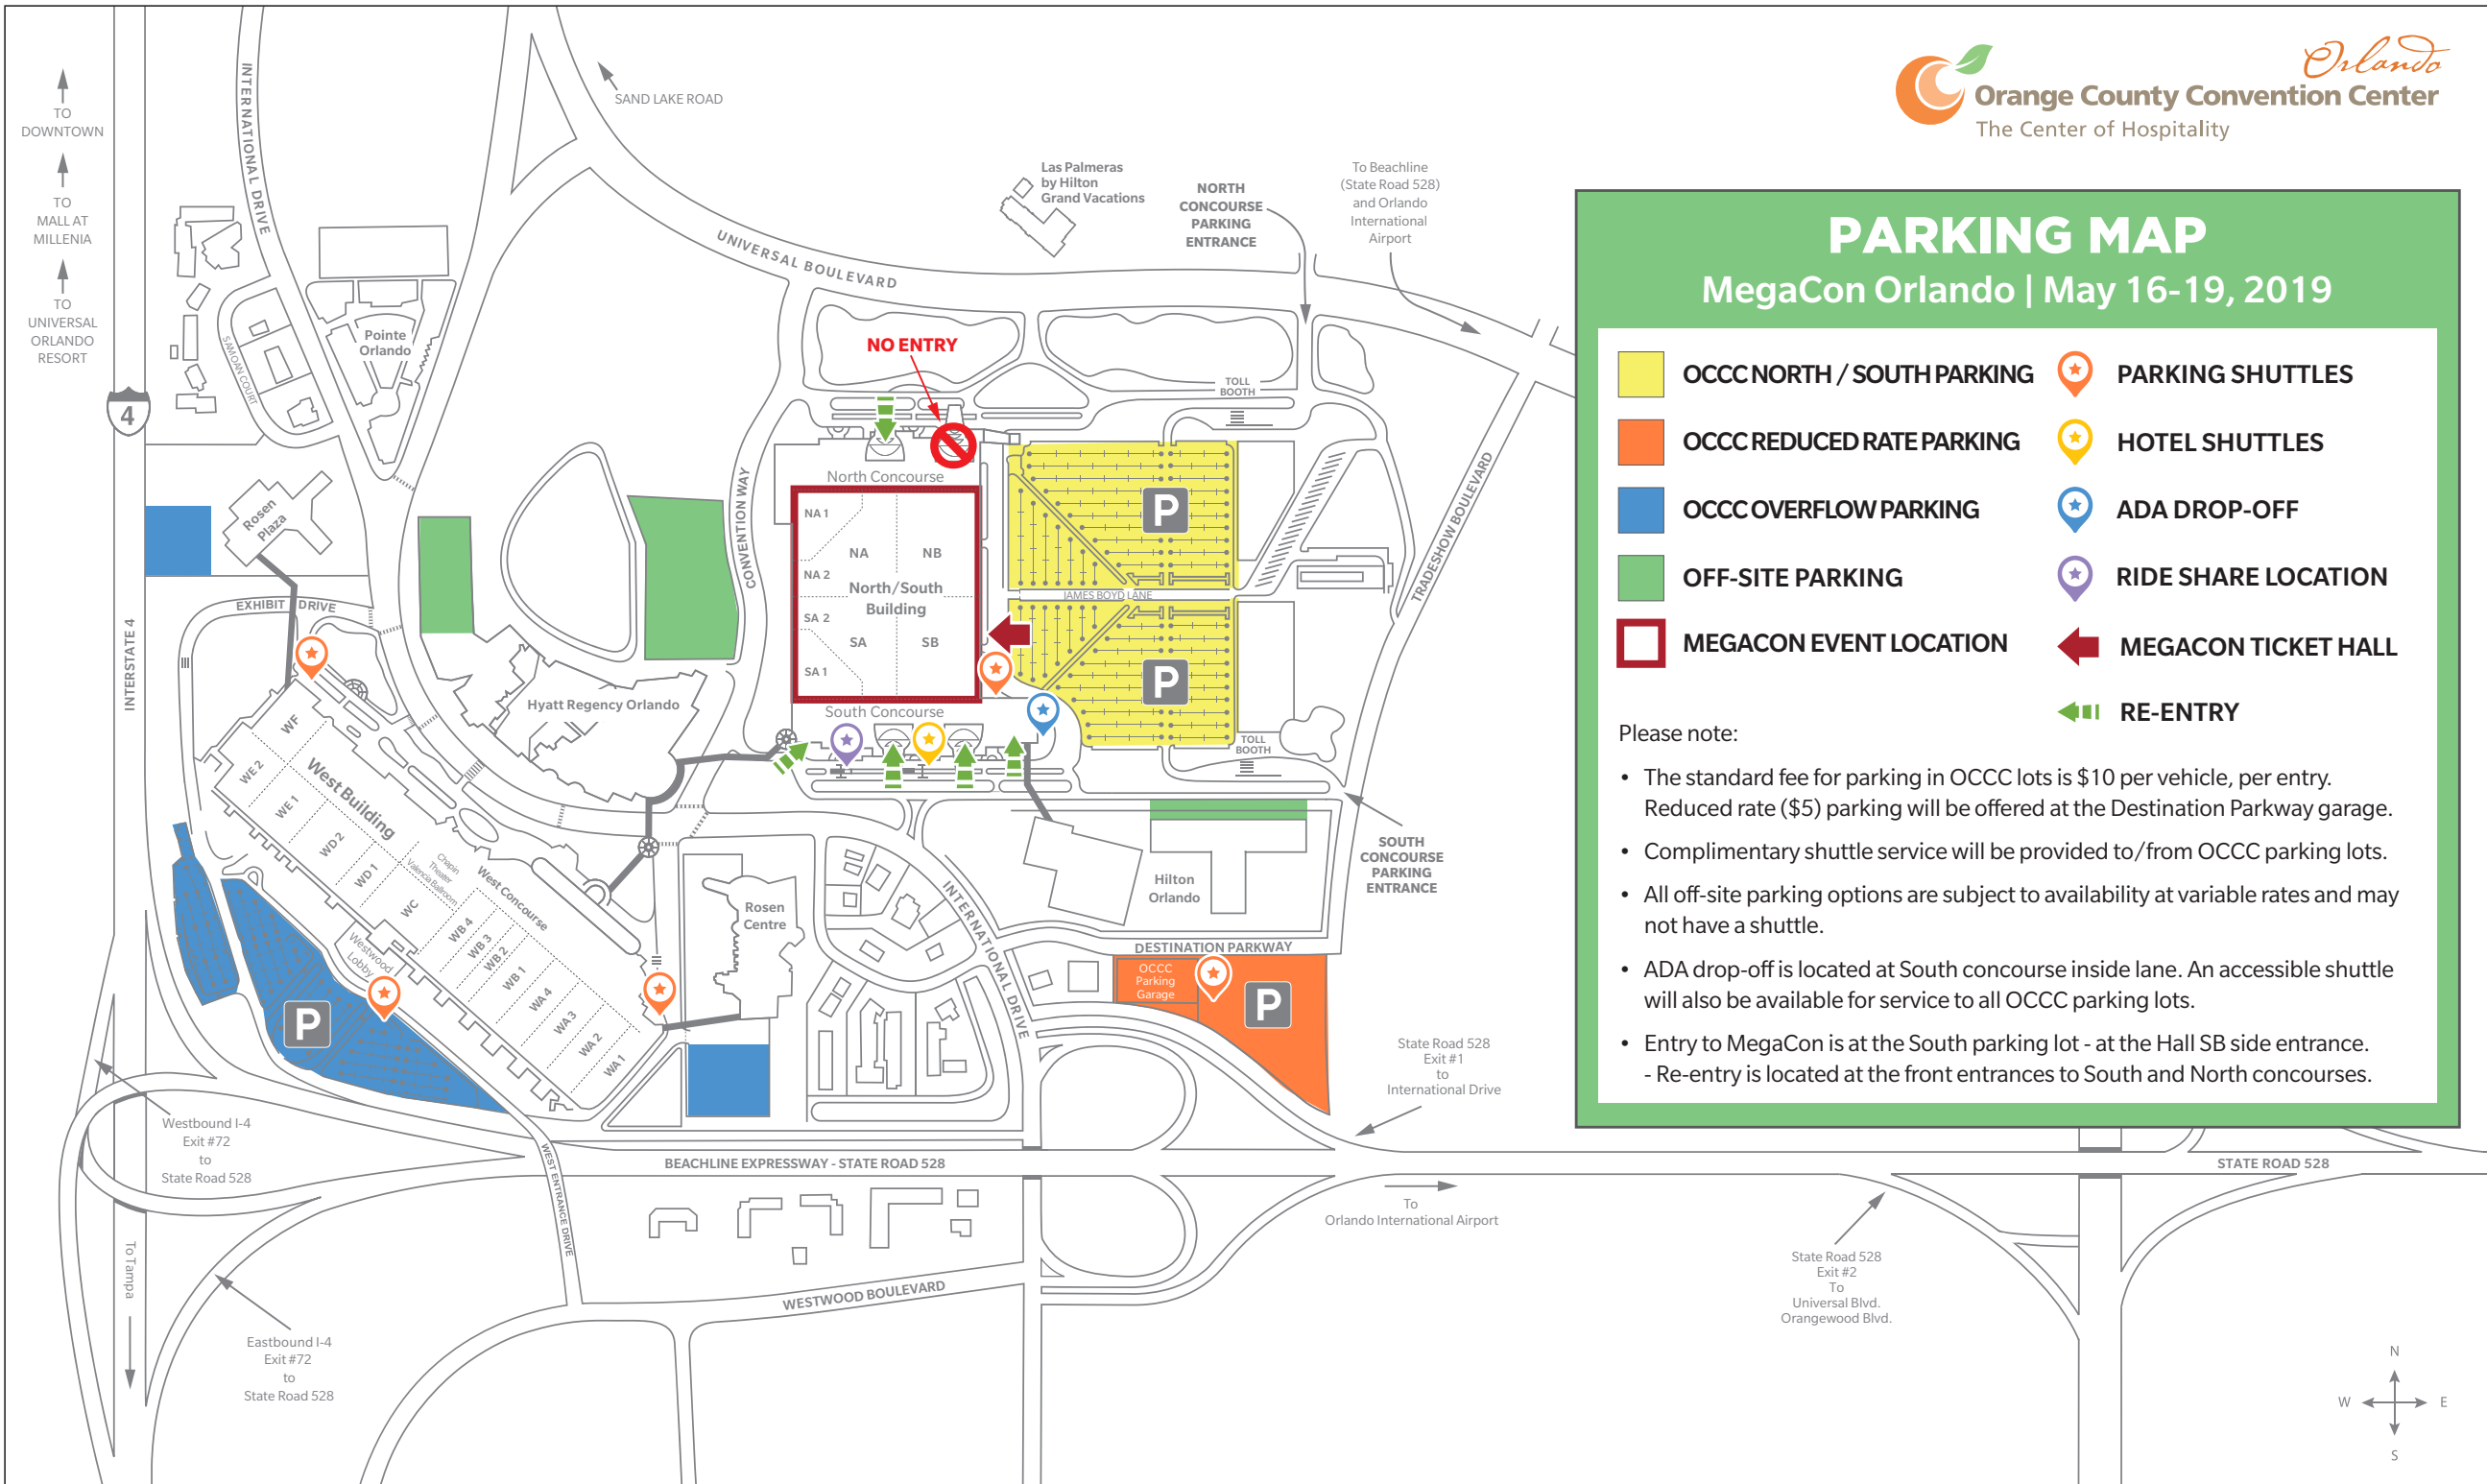 Orlando
Orange County Convention Center
The Center of Hospitality
PARKING MAP
MegaCon Orlando | May 16-19, 2019
OCCC NORTH / SOUTH PARKING
OCCC REDUCED RATE PARKING
OCCC OVERFLOW PARKING
OFF-SITE PARKING
MEGACON EVENT LOCATION
PARKING SHUTTLES
HOTEL SHUTTLES
ADA DROP-OFF
RIDE SHARE LOCATION
MEGACON TICKET HALL
RE-ENTRY
Please note:
• The standard fee for parking in OCCC lots is $10 per vehicle, per entry.
Reduced rate ($5) parking will be offered at the Destination Parkway garage.
• Complimentary shuttle service will be provided to/from OCCC parking lots.
• All off-site parking options are subject to availability at variable rates and may
not have a shuttle.
• ADA drop-off is located at South concourse inside lane. An accessible shuttle
will also be available for service to all OCCC parking lots.
• Entry to MegaCon is at the South parking lot - at the Hall SB side entrance.
- Re-entry is located at the front entrances to South and North concourses.
TO
DOWNTOWN
TO
MALL AT
MILLENIA
TO
UNIVERSAL
ORLANDO
RESORT
4
INTERSTATE 4
INTERNATIONAL DRIVE
SAND LAKE ROAD
UNIVERSAL BOULEVARD
Las Palmeras
by Hilton
Grand Vacations
NORTH
CONCOURSE
PARKING
ENTRANCE
To Beachline
(State Road 528)
and Orlando
International
Airport
Pointe
Orlando
SAMOAN COURT
NO ENTRY
TOLL
BOOTH
North Concourse
CONVENTION WAY
NA 1
NA
NB
NA 2
North/South
Building
SA 2
SA
SB
SA 1
South Concourse
P
JAMES BOYD LANE
P
TRADESHOW BOULEVARD
TOLL
BOOTH
Rosen
Plaza
EXHIBIT DRIVE
Hyatt Regency Orlando
WF
WE 2
WE 1
WD 2
WD 1
WC
West Building
Chapin
Theater
Valencia Ballroom
West Concourse
WB 4
WB 3
WB 2
WB 1
WA 4
WA 3
WA 2
WA 1
Westwood
Lobby
P
Rosen
Centre
INTERNATIONAL DRIVE
Hilton
Orlando
SOUTH
CONCOURSE
PARKING
ENTRANCE
DESTINATION PARKWAY
OCCC
Parking
Garage
P
State Road 528
Exit #1
to
International Drive
Westbound I-4
Exit #72
to
State Road 528
BEACHLINE EXPRESSWAY - STATE ROAD 528
STATE ROAD 528
WEST ENTRANCE DRIVE
To
Orlando International Airport
To Tampa
WESTWOOD BOULEVARD
State Road 528
Exit #2
To
Universal Blvd.
Orangewood Blvd.
Eastbound I-4
Exit #72
to
State Road 528
N
W
E
S